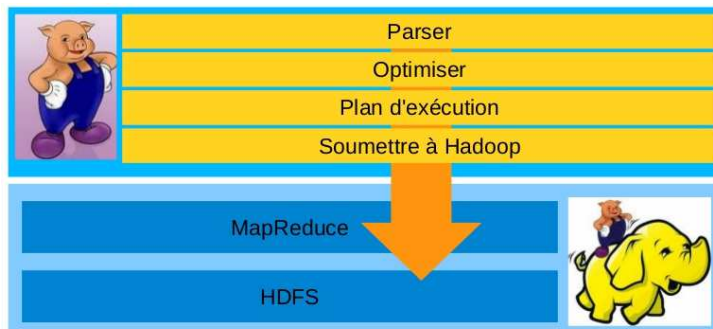 Parser
Optimiser
Plan d'exécution
Soumettre à Hadoop
MapReduce
HDFS